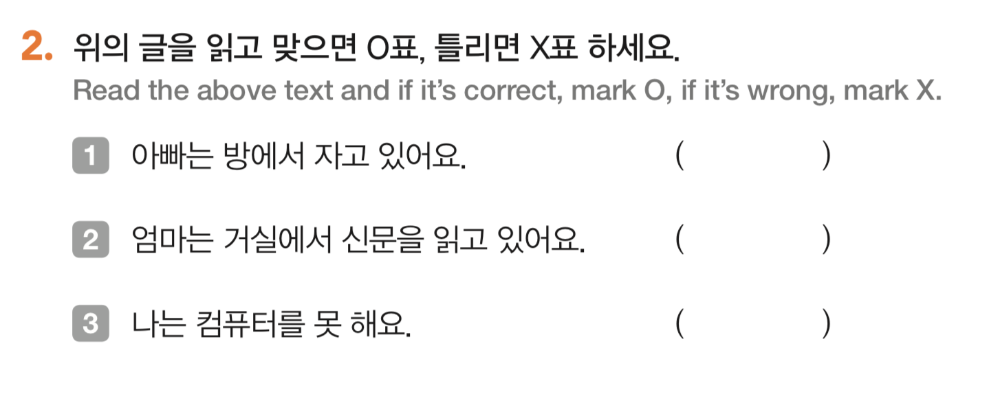 2. 위의 글을 읽고 맞으면 O표, 틀리면 X표 하세요.
Read the above text and if it's correct, mark O, if it's wrong, mark X.
1 아빠는 방에서 자고 있어요. ( )
2 엄마는 거실에서 신문을 읽고 있어요. ( )
3 나는 컴퓨터를 못 해요. ( )